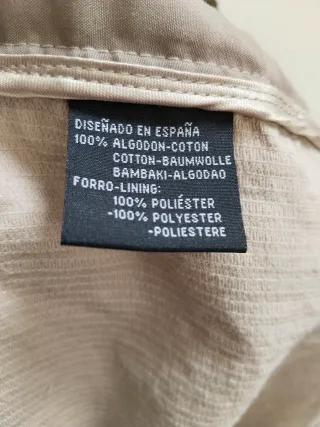 DISEÑADO EN ESPAÑA
100% ALGODON-COTON
COTTON-BAUMWOLLE
BAMBAKI-ALGODAO
FORRO-LINING:
100% POLIÉSTER
-100% POLYESTER
-POLIESTERE